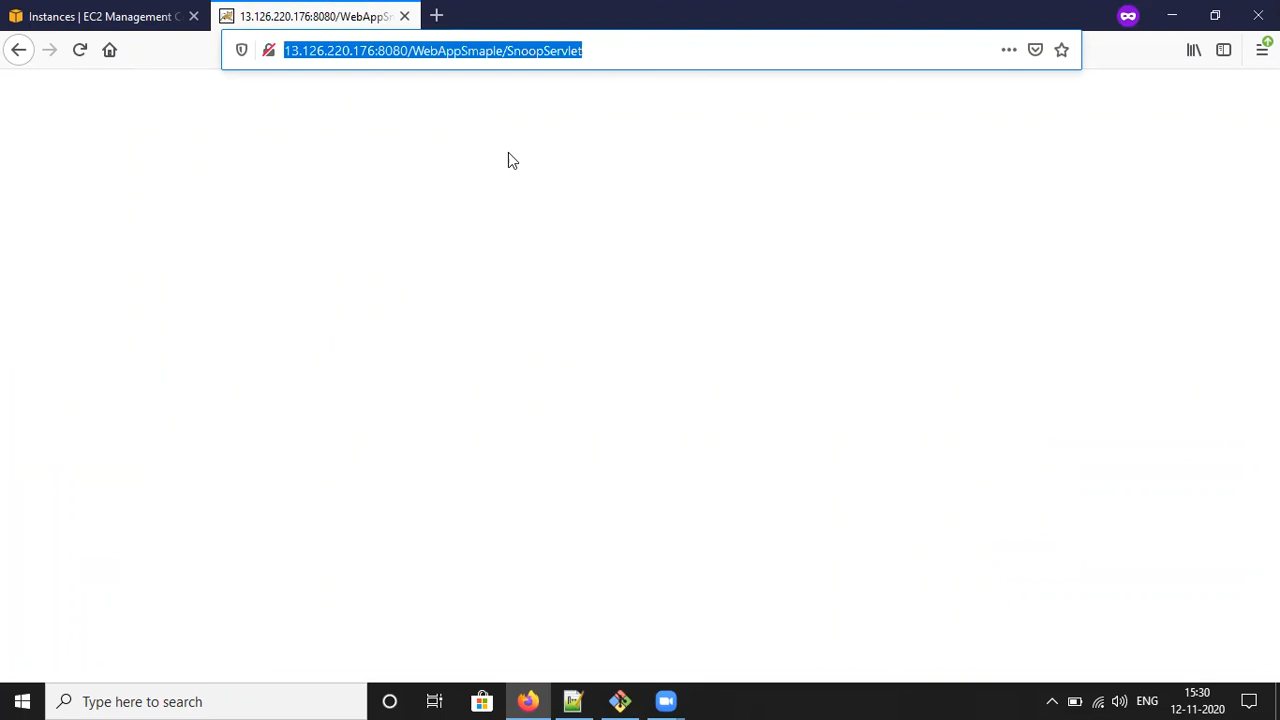 Instances | EC2 Management C
13.126.220.176:8080/WebAppSm
13.126.220.176:8080/WebAppSmaple/SnoopServlet
Type here to search
ENG
15:30
12-11-2020